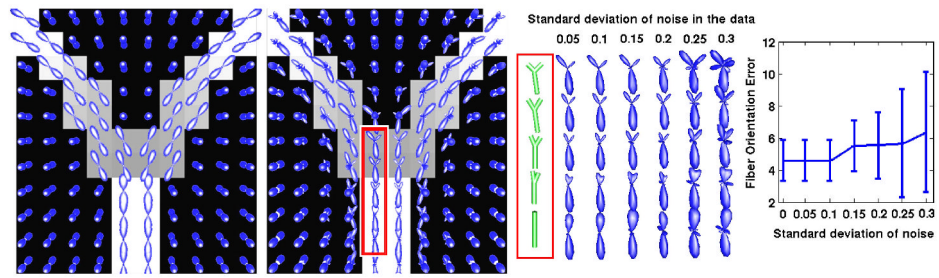 Standard deviation of noise in the data
0.05 0.1 0.15 0.2 0.25 0.3
12
10
8
6
4
2
Fiber Orientation Error
0 0.05 0.1 0.15 0.2 0.25 0.3
Standard deviation of noise